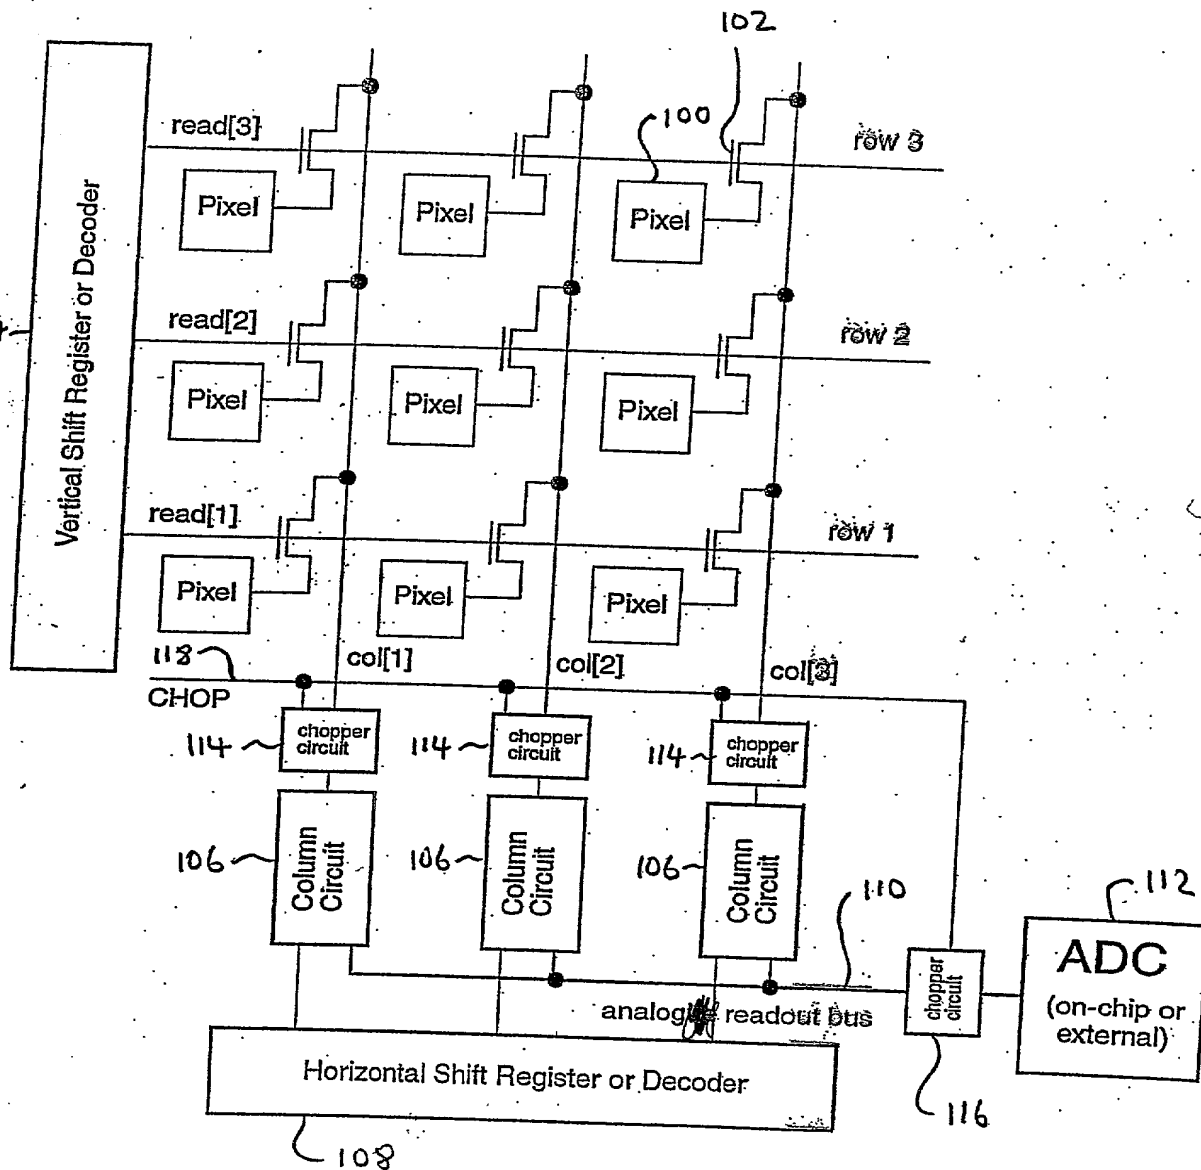 102
100
read[3]
row 3
Pixel
Pixel
Pixel
Vertical Shift Register or Decoder
read[2]
row 2
Pixel
Pixel
Pixel
read[1]
row 1
Pixel
Pixel
Pixel
118
col[1]
col[2]
col[3]
CHOP
114
chopper
circuit
114
chopper
circuit
114
chopper
circuit
106
Column
Circuit
106
Column
Circuit
106
Column
Circuit
110
112
ADC
(on-chip or
external)
chopper
circuit
readout bus
116
Horizontal Shift Register or Decoder
108